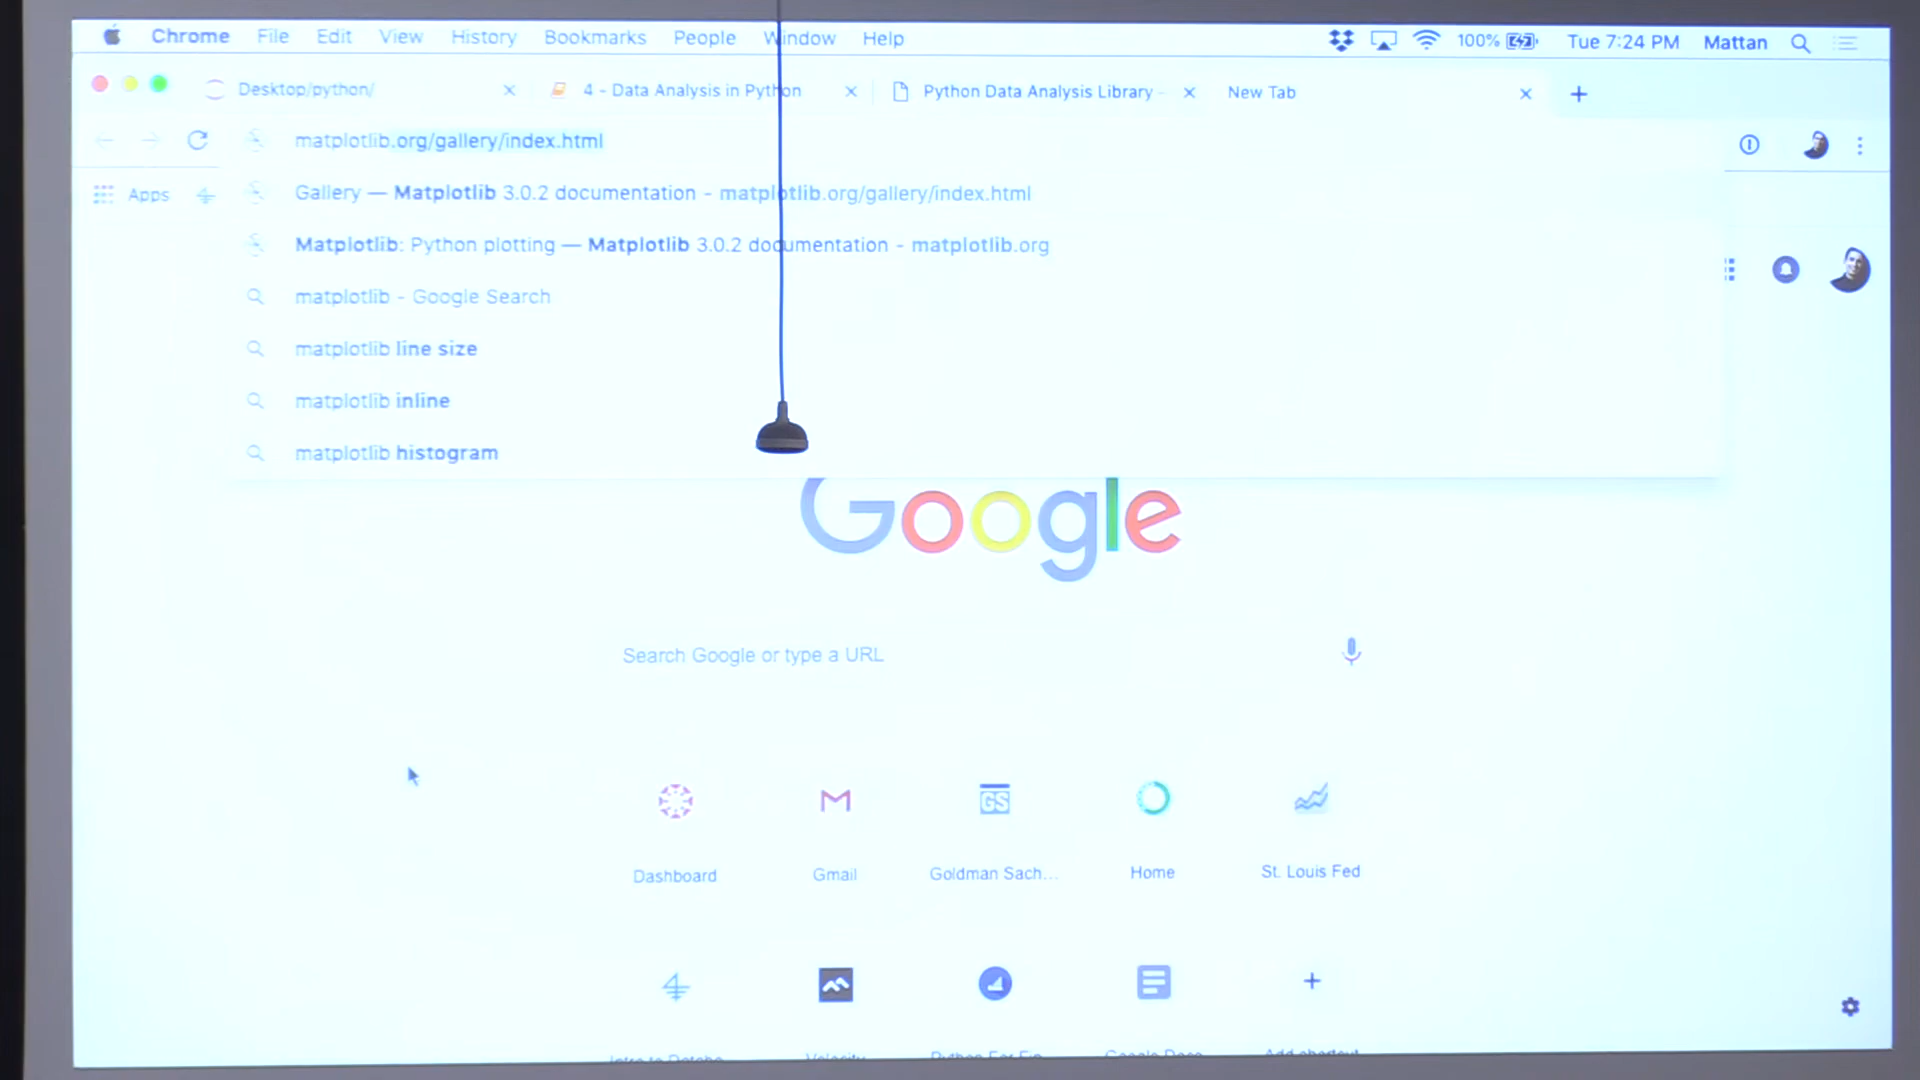 Chrome File Edit View History Bookmarks People Window Help 100% Tue 7:24 PM Mattan
Desktop/python/ 4 - Data Analysis in Python Python Data Analysis Library - New Tab
matplotlib.org/gallery/index.html
Apps
Gallery — Matplotlib 3.0.2 documentation - matplotlib.org/gallery/index.html
Matplotlib: Python plotting — Matplotlib 3.0.2 documentation - matplotlib.org
matplotlib - Google Search
matplotlib line size
matplotlib inline
matplotlib histogram
Google
Search Google or type a URL
GS
Dashboard Gmail Goldman Sach... Home St. Louis Fed